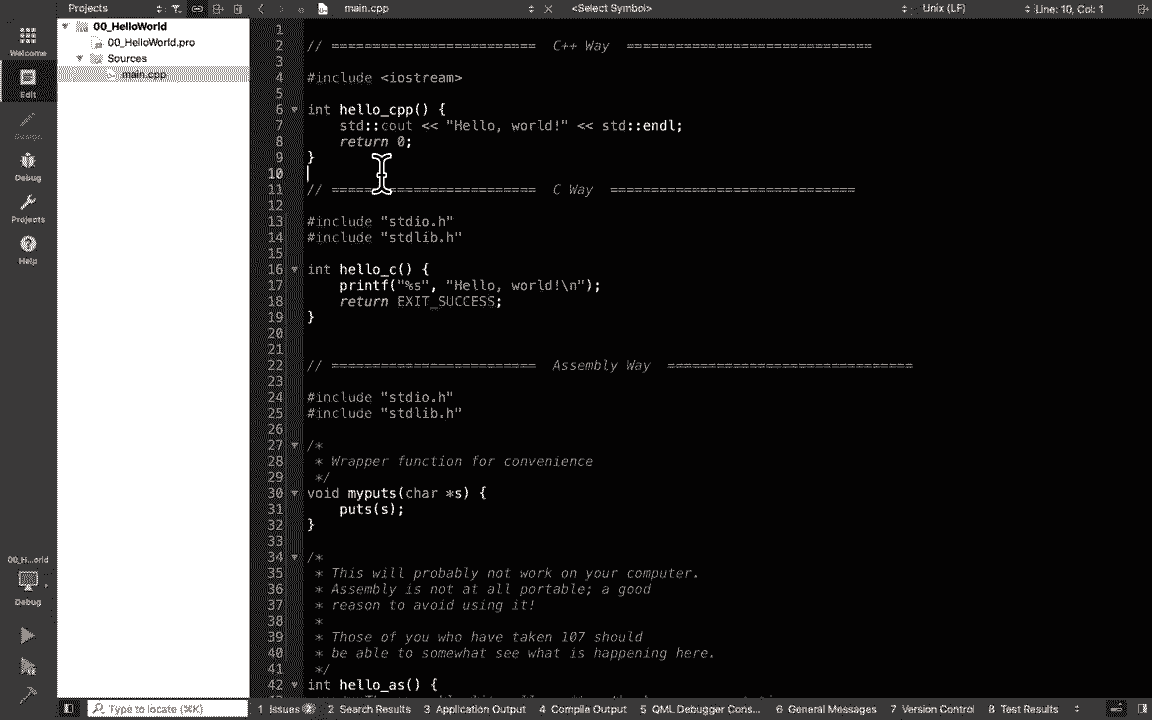 Projects
main.cpp
<Select Symbol>
Unix (LF)
Line: 10, Col: 1
Welcome
Edit
Design
Debug
Projects
Help
00_H...orld
Debug
00_HelloWorld
00_HelloWorld.pro
Sources
main.cpp
1
2 // ========================= C++ Way ==============================
3
4 #include <iostream>
5
6 int hello_cpp() {
7 std::cout << "Hello, world!" << std::endl;
8 return 0;
9 }
10
11 // ========================= C Way ==============================
12
13 #include "stdio.h"
14 #include "stdlib.h"
15
16 int hello_c() {
17 printf("%s", "Hello, world!\n");
18 return EXIT_SUCCESS;
19 }
20
21
22 // ========================= Assembly Way ==============================
23
24 #include "stdio.h"
25 #include "stdlib.h"
26
27 /*
28 * Wrapper function for convenience
29 */
30 void myputs(char *s) {
31 puts(s);
32 }
33
34 /*
35 * This will probably not work on your computer.
36 * Assembly is not at all portable; a good
37 * reason to avoid using it!
38 *
39 * Those of you who have taken 107 should
40 * be able to somewhat see what is happening here.
41 */
42 int hello_as() {
Type to locate (⌘K)
1 Issues
2 Search Results
3 Application Output
4 Compile Output
5 QML Debugger Cons...
6 General Messages
7 Version Control
8 Test Results